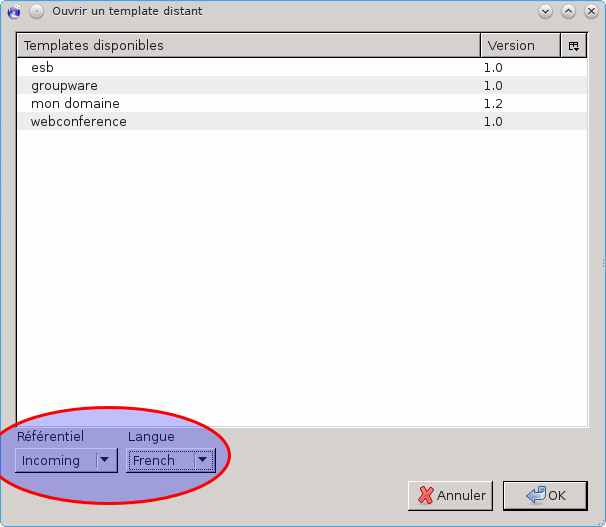 Ouvrir un template distant
Templates disponibles Version
esb 1.0
groupware 1.0
mon domaine 1.2
webconference 1.0
Référentiel Langue
Incoming French
Annuler OK